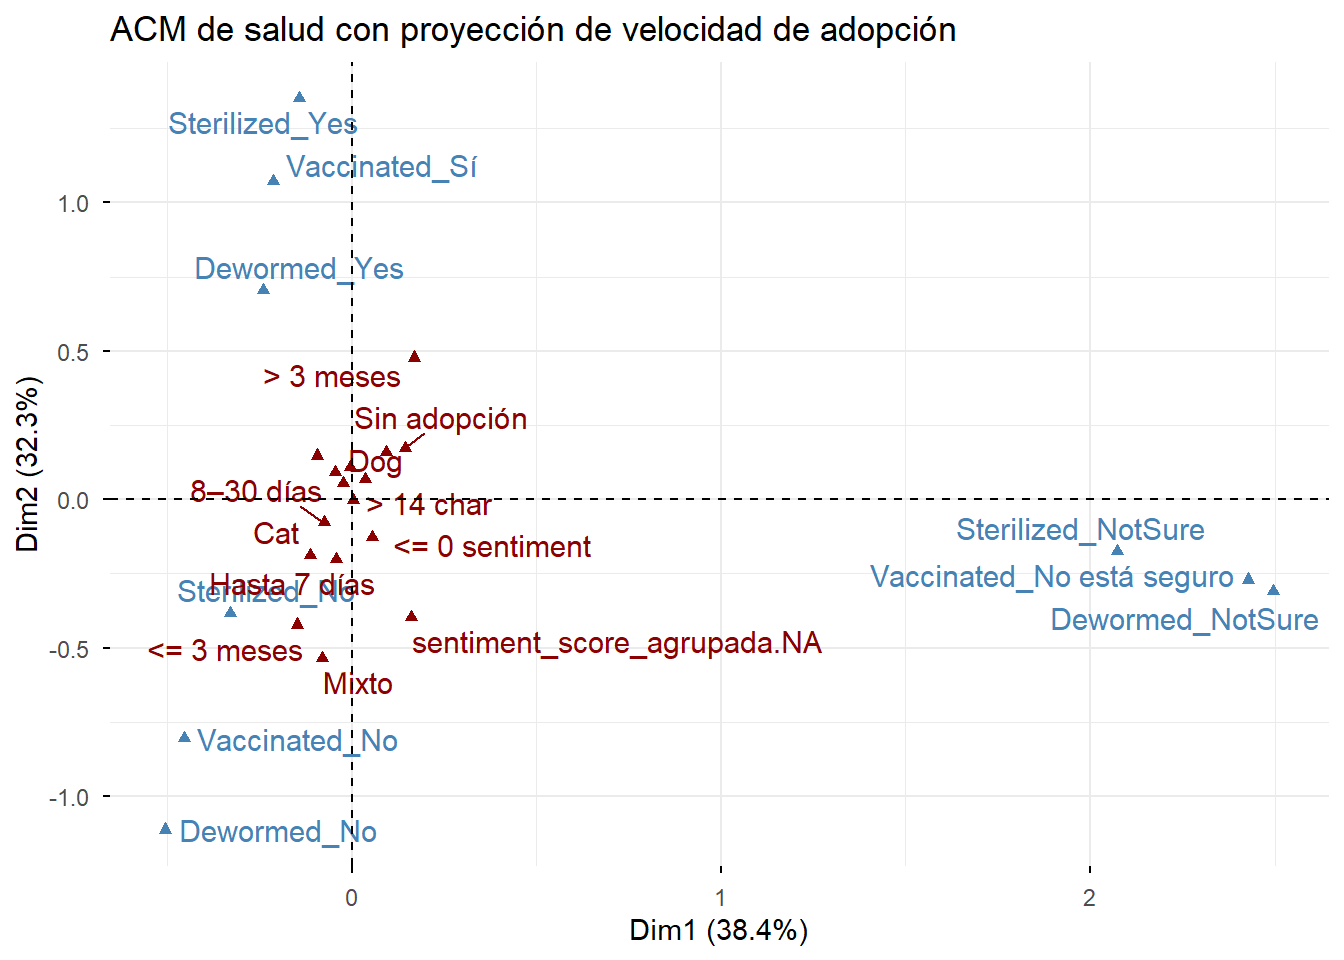 ACM de salud con proyección de velocidad de adopción
Sterilized_Yes
Vaccinated_Sí
1.0
Dewormed_Yes
0.5
> 3 meses
Sin adopción
Dog
8–30 días
0.0
> 14 char
Cat
<= 0 sentiment
Sterilized_NotSure
Vaccinated_No está seguro
Dewormed_NotSure
Hasta 7 días
Sterilized_No
-0.5
<= 3 meses
sentiment_score_agrupada.NA
Mixto
Vaccinated_No
-1.0
Dewormed_No
0
1
2
Dim1 (38.4%)
Dim2 (32.3%)